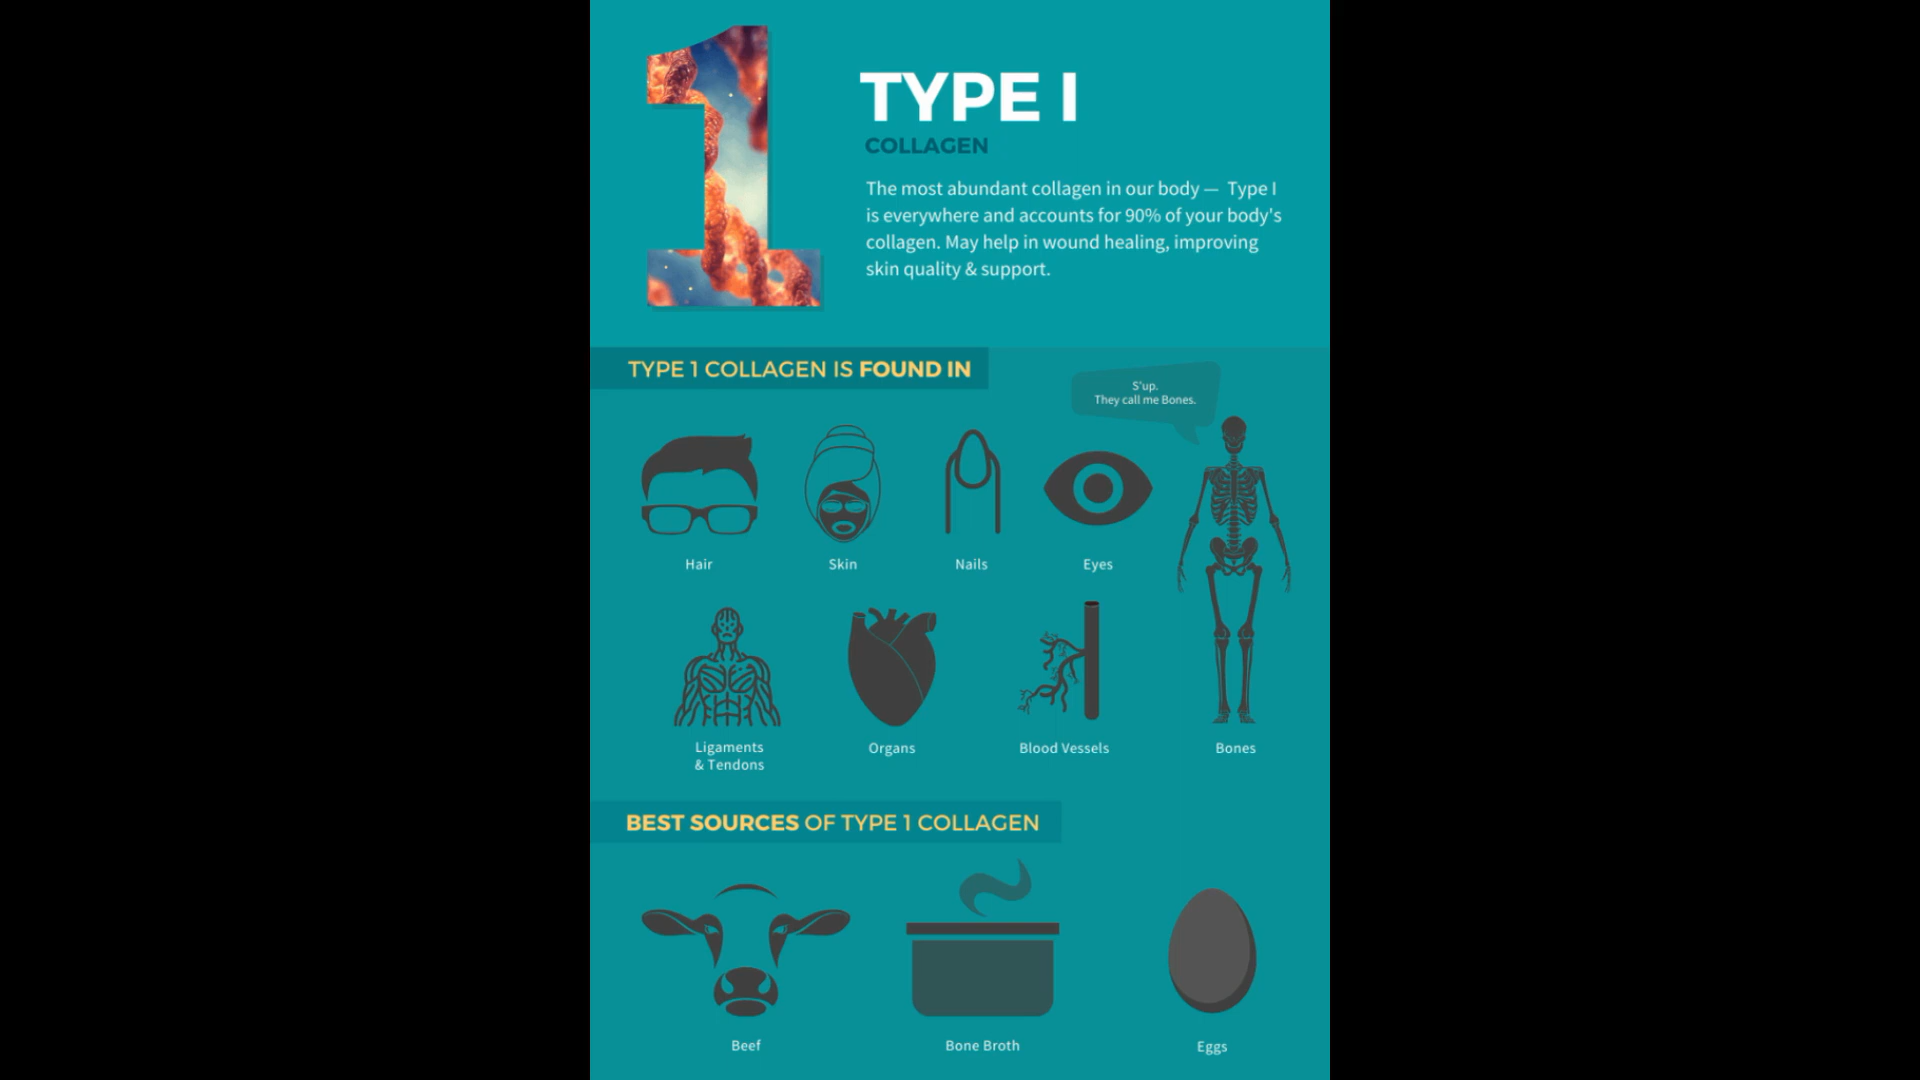 1
TYPE I
COLLAGEN
The most abundant collagen in our body — Type I
is everywhere and accounts for 90% of your body's
collagen. May help in wound healing, improving
skin quality & support.
TYPE 1 COLLAGEN IS FOUND IN
S'up.
They call me Bones.
Hair
Skin
Nails
Eyes
Ligaments
& Tendons
Organs
Blood Vessels
Bones
BEST SOURCES OF TYPE 1 COLLAGEN
Beef
Bone Broth
Eggs